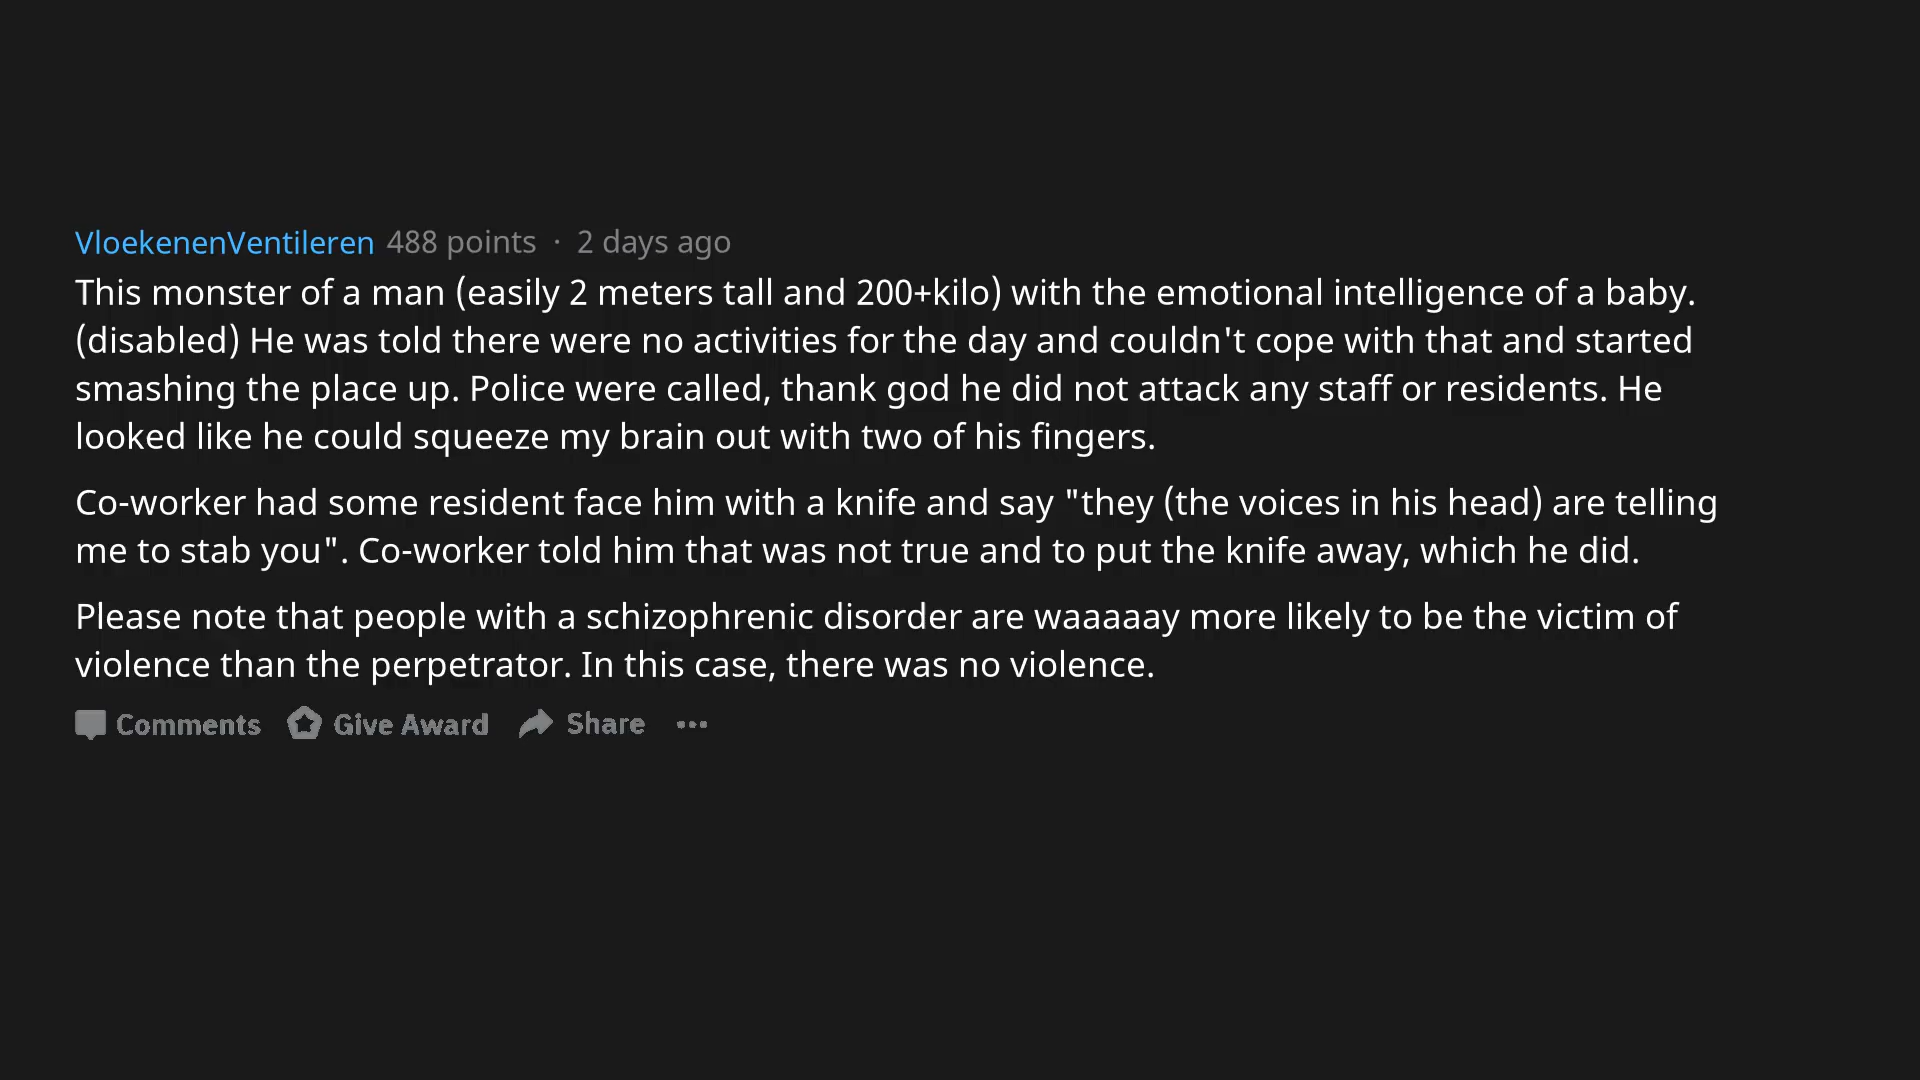 VloekenenVentileren 488 points · 2 days ago
This monster of a man (easily 2 meters tall and 200+kilo) with the emotional intelligence of a baby.
(disabled) He was told there were no activities for the day and couldn't cope with that and started
smashing the place up. Police were called, thank god he did not attack any staff or residents. He
looked like he could squeeze my brain out with two of his fingers.
Co-worker had some resident face him with a knife and say "they (the voices in his head) are telling
me to stab you". Co-worker told him that was not true and to put the knife away, which he did.
Please note that people with a schizophrenic disorder are waaaaay more likely to be the victim of
violence than the perpetrator. In this case, there was no violence.
Comments Give Award Share ···